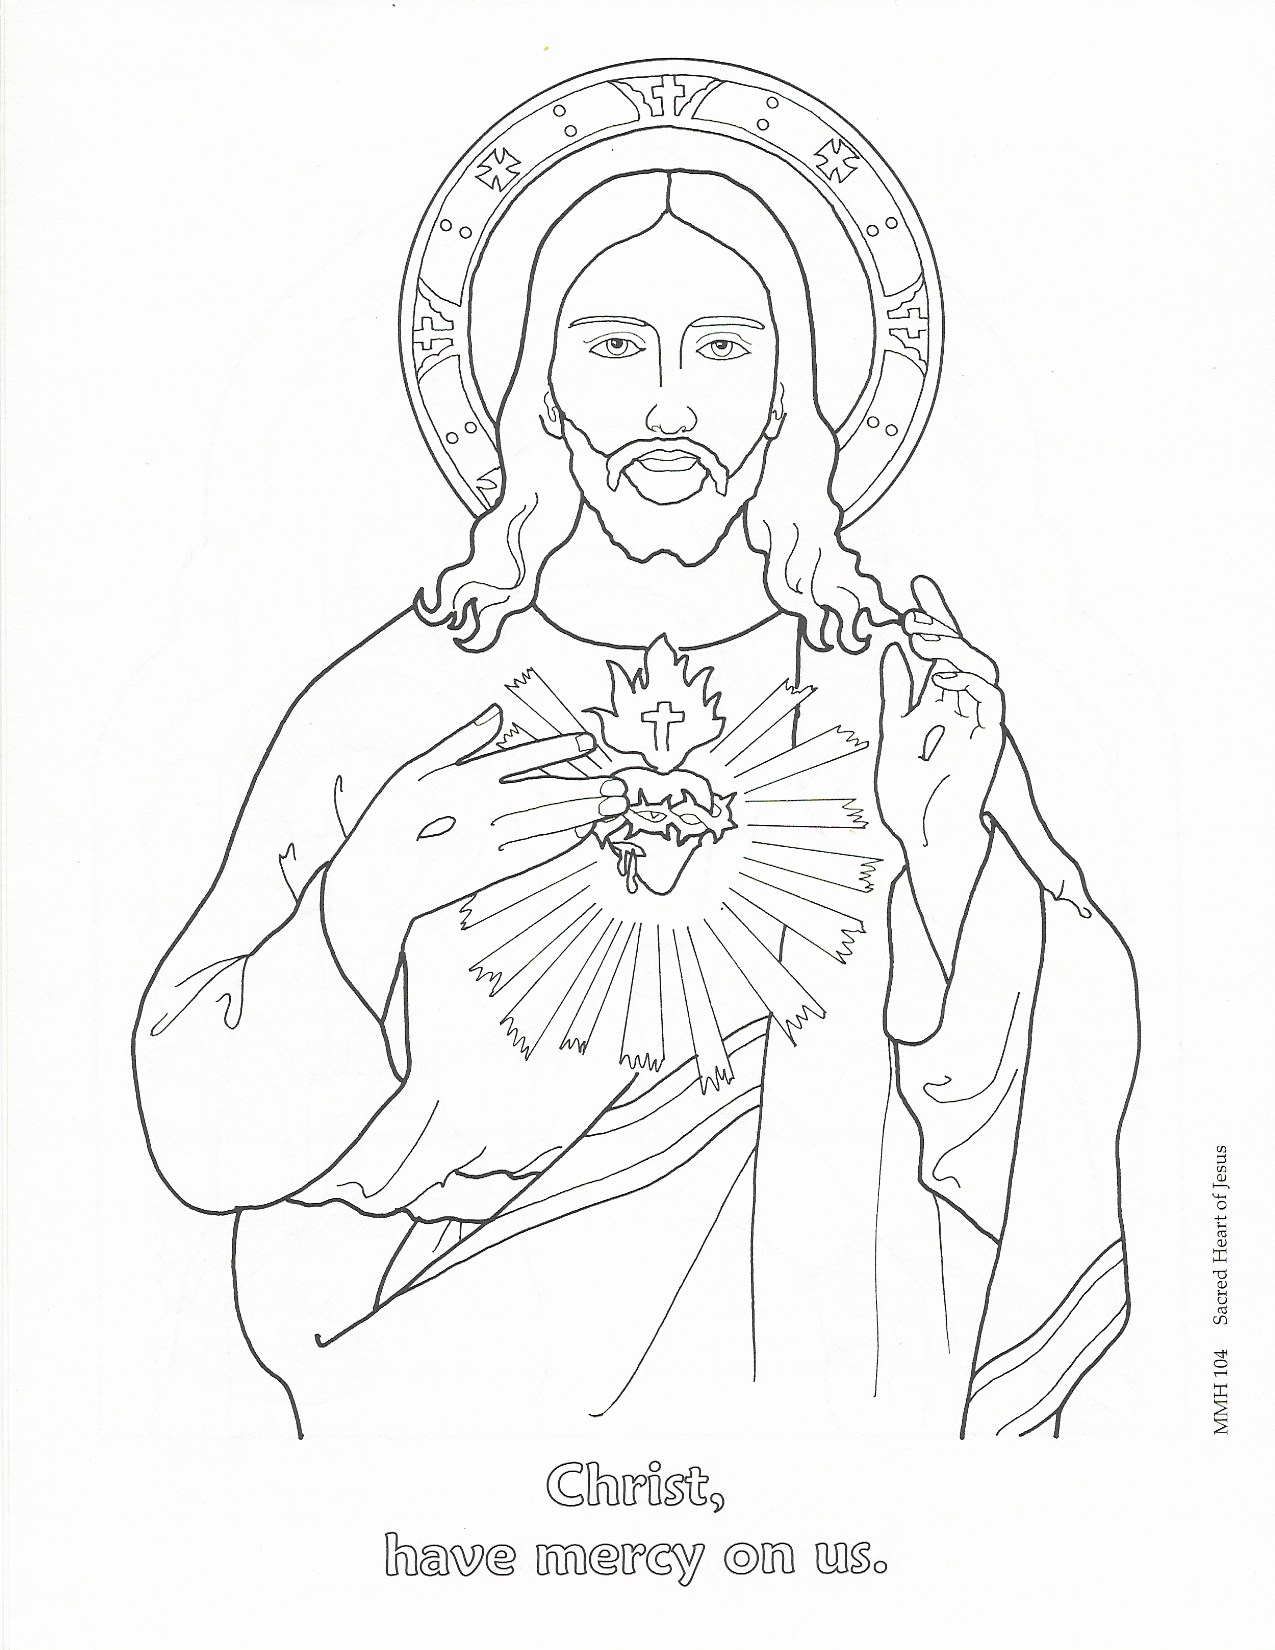 Christ,
have mercy on us.
MMH 104 Sacred Heart of Jesus